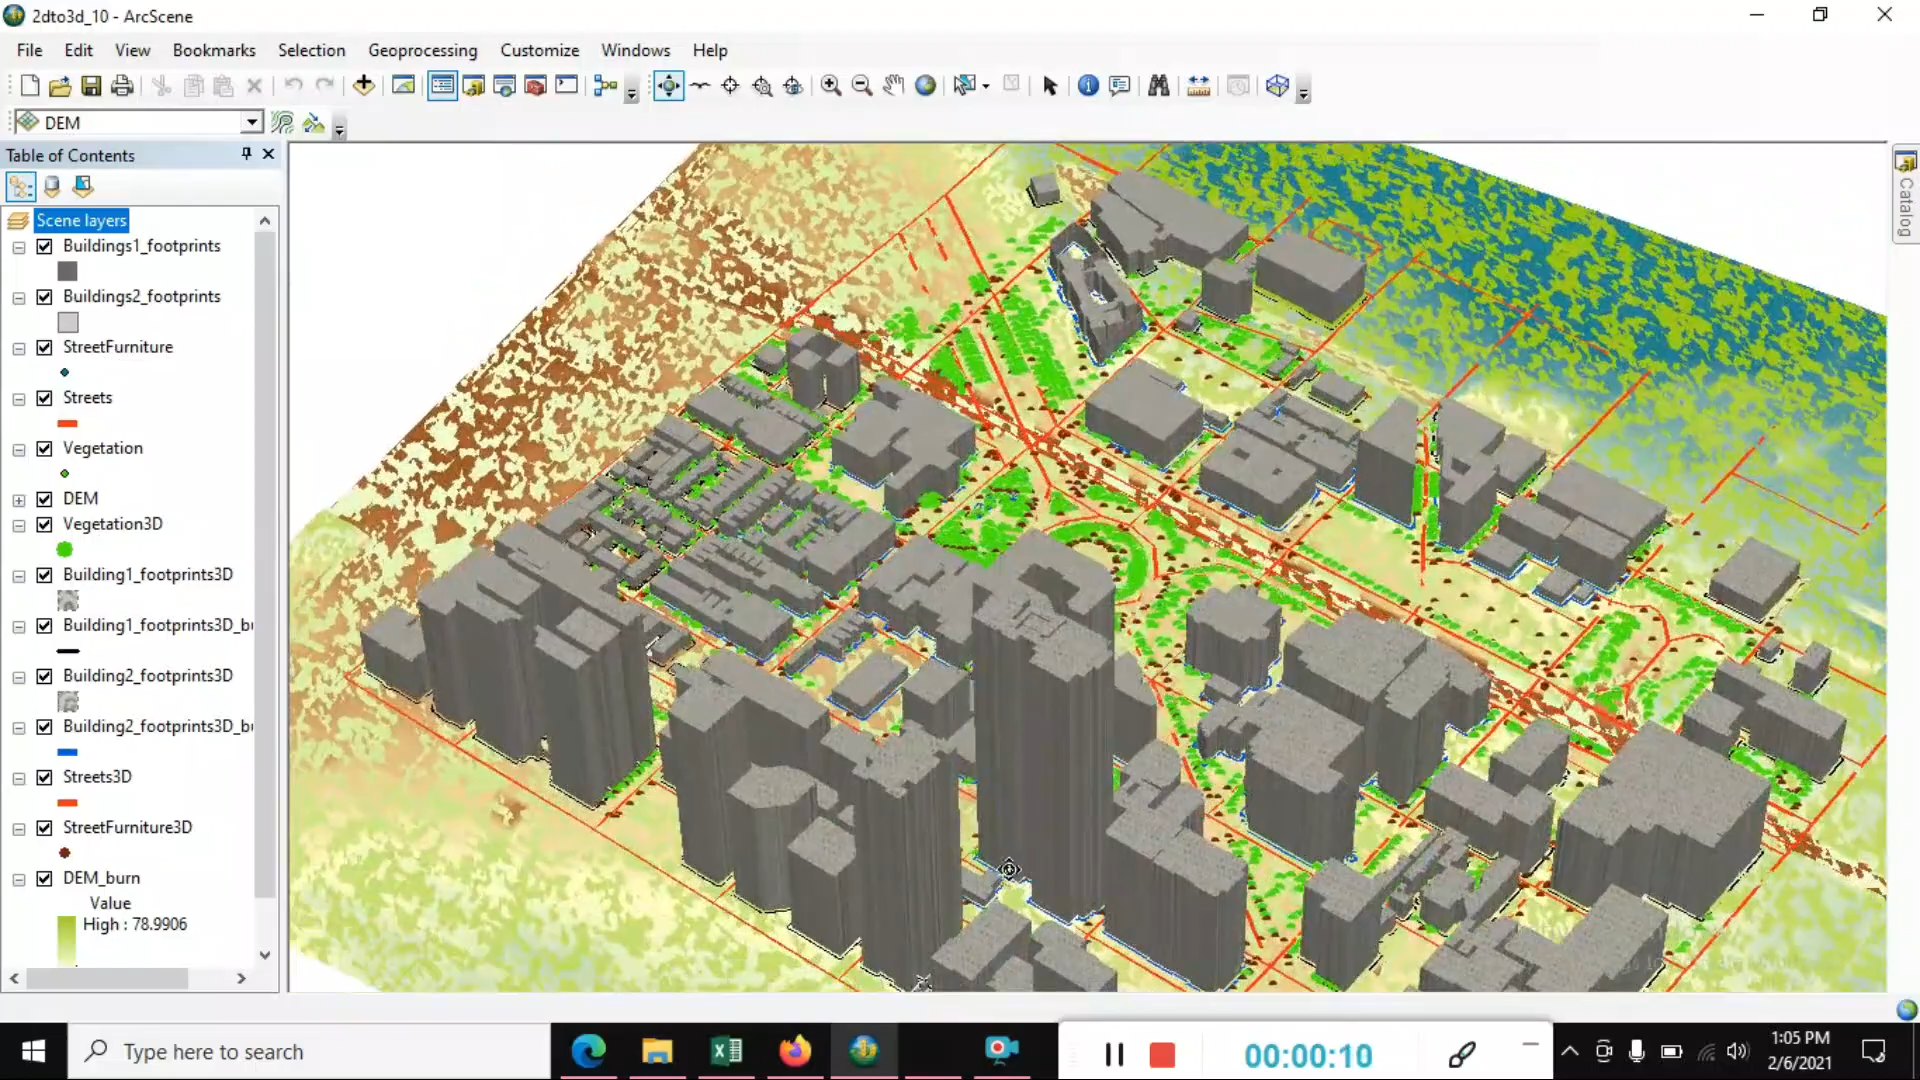 2dto3d_10 - ArcScene
File Edit View Bookmarks Selection Geoprocessing Customize Windows Help
DEM
Table of Contents
Scene layers
Buildings1_footprints
Buildings2_footprints
StreetFurniture
Streets
Vegetation
DEM
Vegetation3D
Building1_footprints3D
Building1_footprints3D_bu
Building2_footprints3D
Building2_footprints3D_bu
Streets3D
StreetFurniture3D
DEM_burn
Value
High : 78.9906
Catalog
Type here to search
00:00:10
1:05 PM
2/6/2021